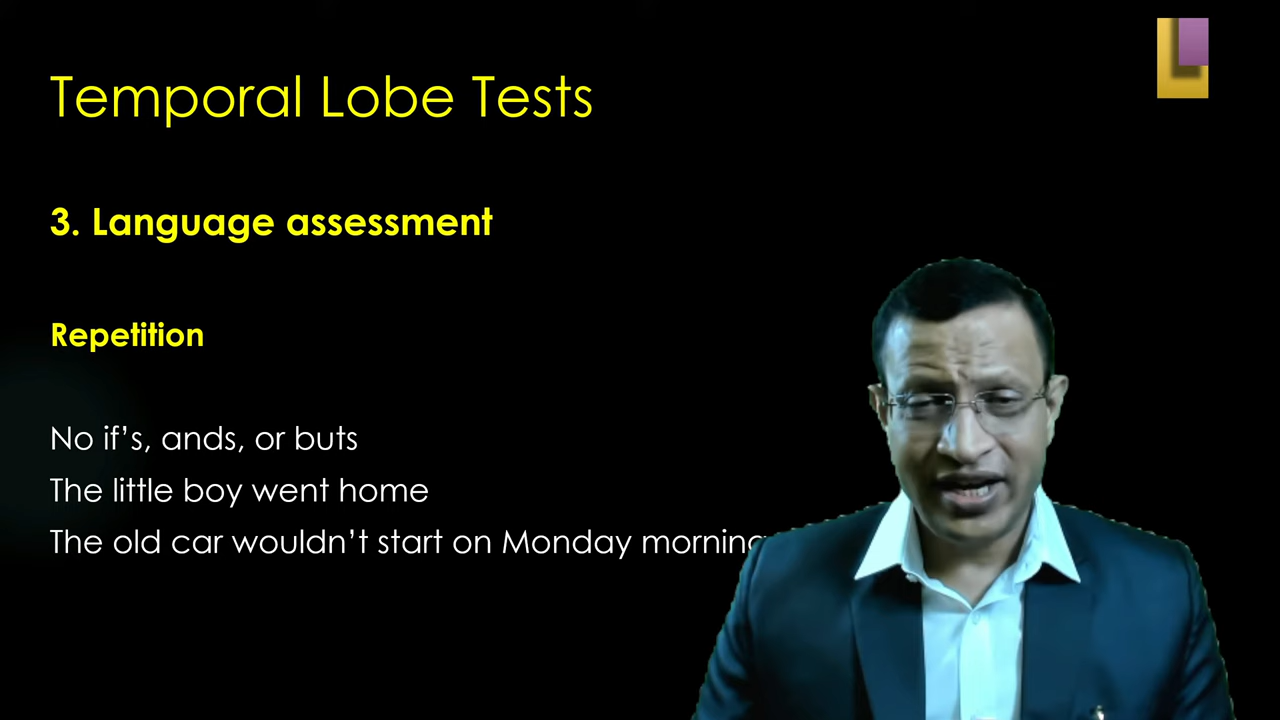 Temporal Lobe Tests
3. Language assessment
Repetition
No if’s, ands, or buts
The little boy went home
The old car wouldn’t start on Monday morning